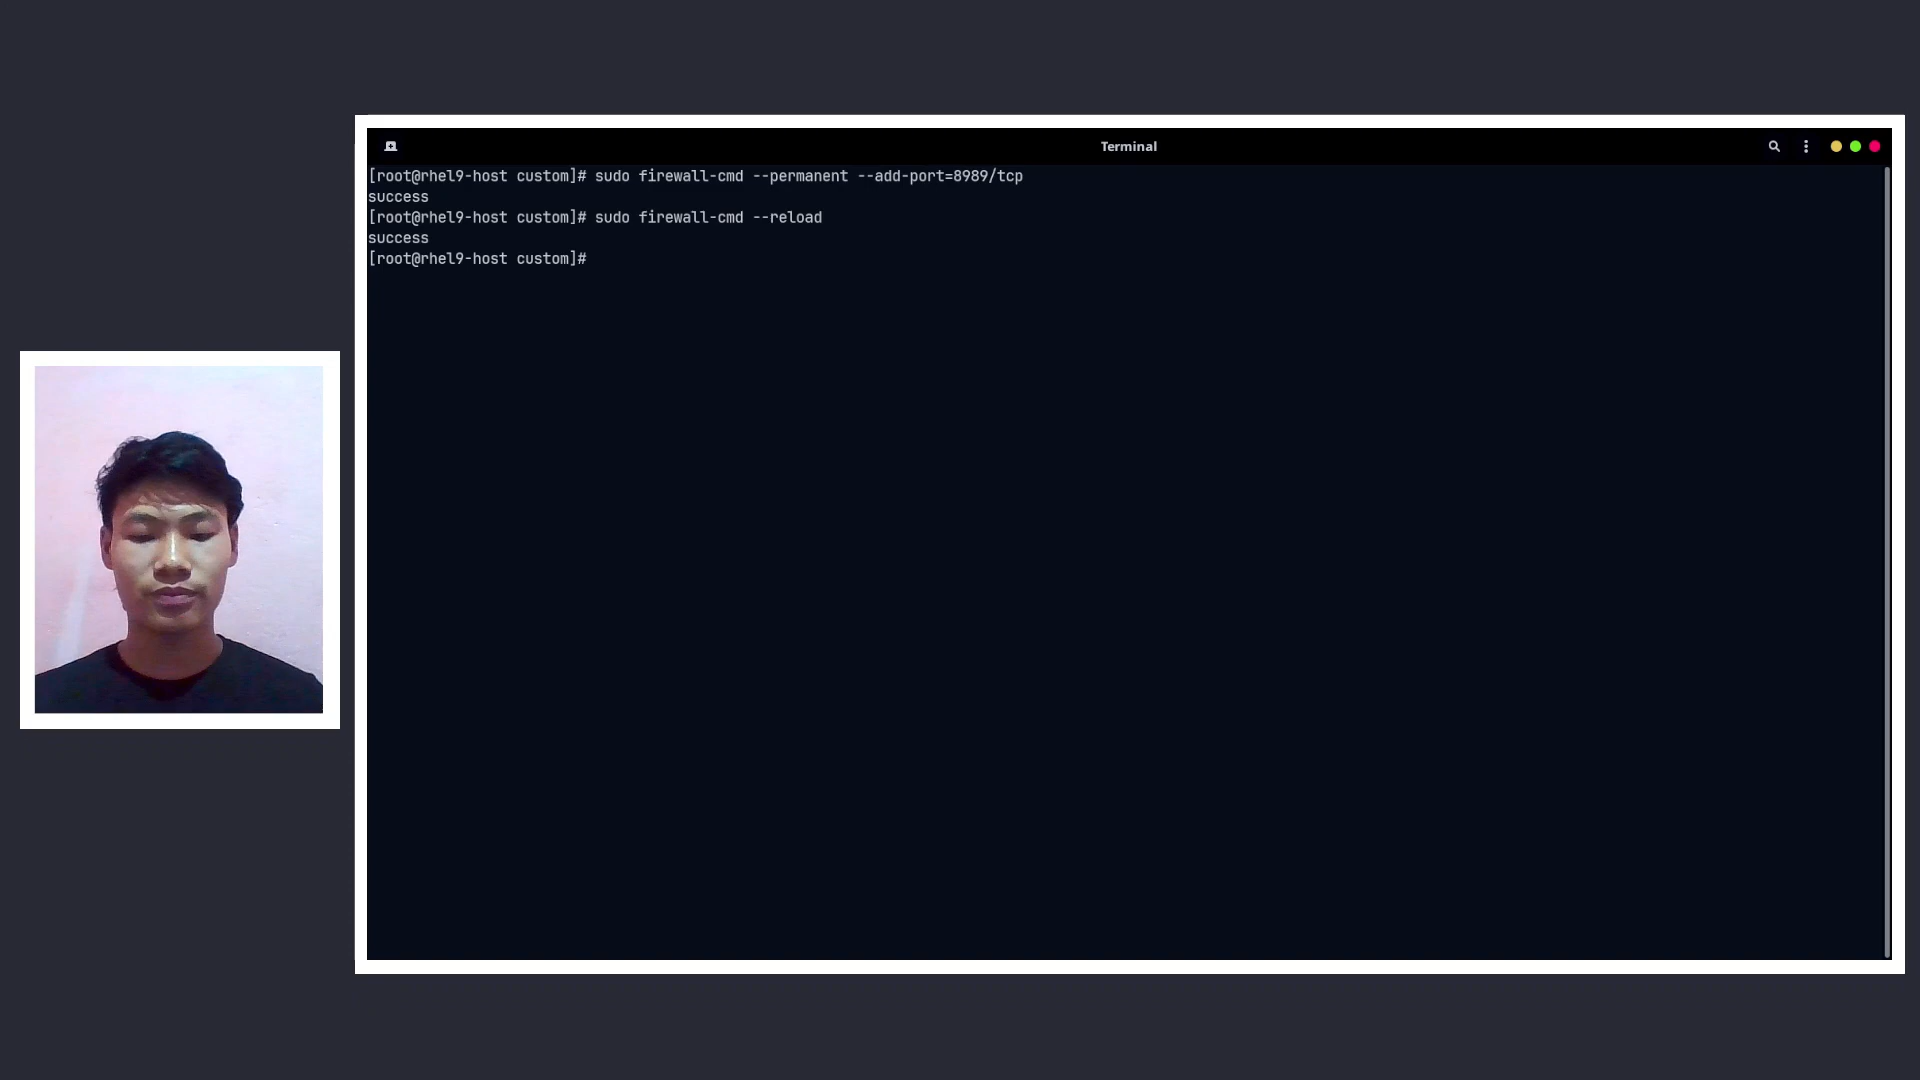 Terminal
[root@rhel9-host custom]# sudo firewall-cmd --permanent --add-port=8989/tcp
success
[root@rhel9-host custom]# sudo firewall-cmd --reload
success
[root@rhel9-host custom]#